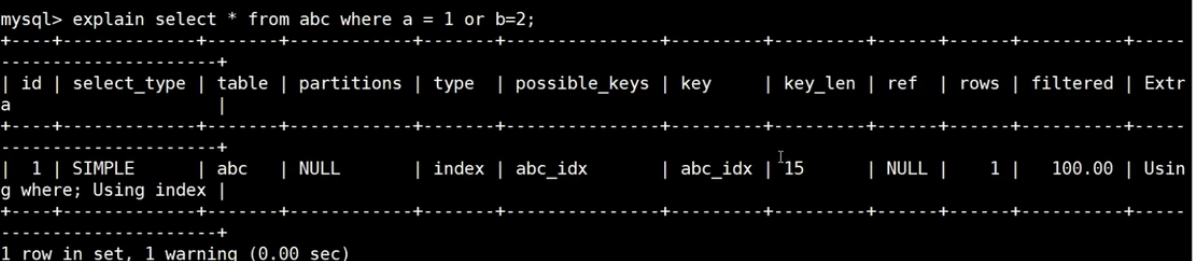 mysql> explain select * from abc where a = 1 or b=2;
+----+-------------+-------+------------+-------+---------------+---------+---------+------+------+----------+-----
---------------------+
| id | select_type | table | partitions | type  | possible_keys | key     | key_len | ref  | rows | filtered | Extr
a                    |
+----+-------------+-------+------------+-------+---------------+---------+---------+------+------+----------+-----
---------------------+
|  1 | SIMPLE      | abc   | NULL       | index | abc_idx       | abc_idx | 15      | NULL |    1 |   100.00 | Usin
g where; Using index |
+----+-------------+-------+------------+-------+---------------+---------+---------+------+------+----------+-----
---------------------+
1 row in set, 1 warning (0.00 sec)